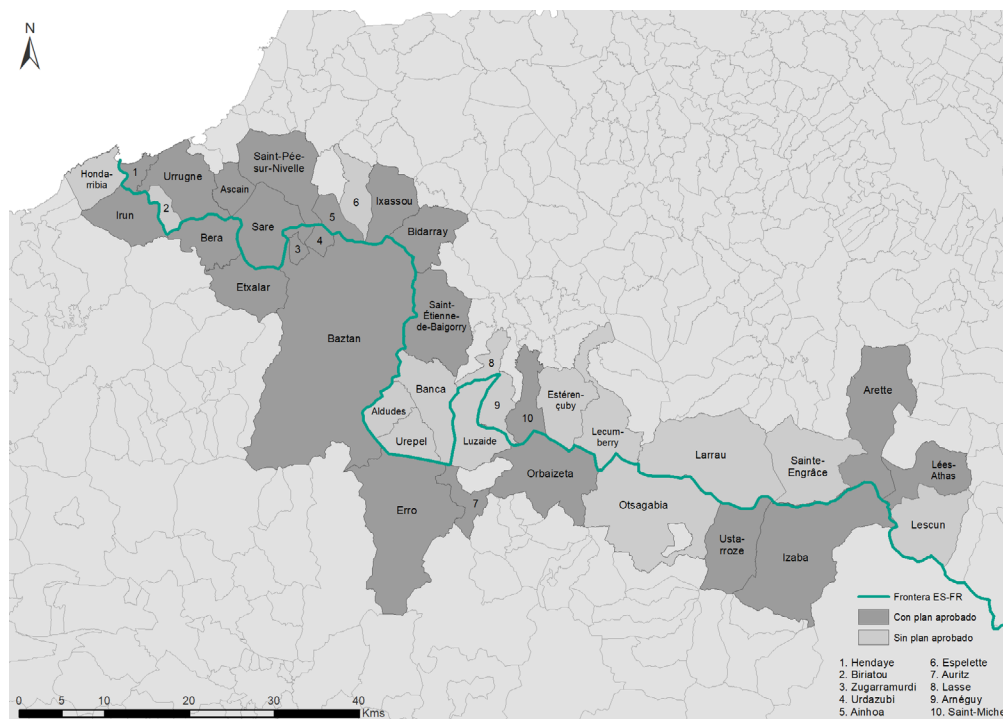 N
Honda-
rribia
1
Urrugne
Saint-Pée-
sur-Nivelle
Ascain
Irun
2
Sare
5
6
Ixassou
Bera
3
4
Bidarray
Etxalar
Saint-
Étienne-
de-Baigorry
Baztan
8
Banca
Aldudes
9
Estéren-
çuby
Arette
10
Urepel
Luzaide
Lecum-
berry
Larrau
Sainte-
Engrâce
Lées-
Athas
Orbaizeta
Erro
7
Otsagabia
Usta-
rroze
Izaba
Lescun
Frontera ES-FR
Con plan aprobado
Sin plan aprobado
1. Hendaye
2. Biriatou
3. Zugarramurdi
4. Urdazubi
5. Ainhoa
6. Espelette
7. Auritz
8. Lasse
9. Arnéguy
10. Saint-Michel
0 5 10 20 30 40
Kms